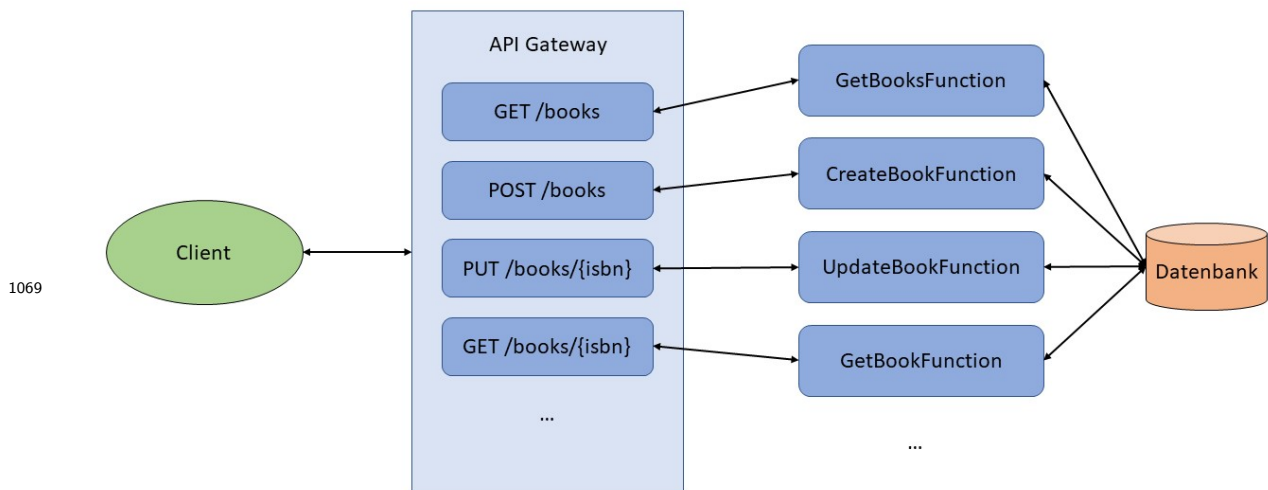 API Gateway
GET /books
POST /books
PUT /books/{isbn}
GET /books/{isbn}
...
GetBooksFunction
CreateBookFunction
UpdateBookFunction
GetBookFunction
...
Client
Datenbank
1069